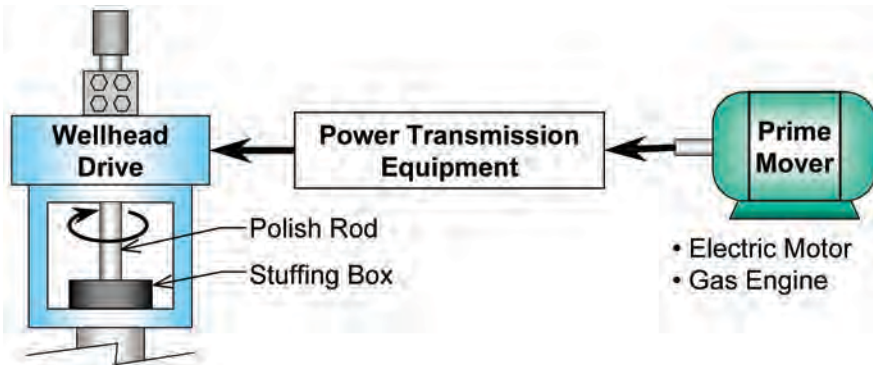 Wellhead
Drive
Power Transmission
Equipment
Prime
Mover
Polish Rod
Stuffing Box
• Electric Motor
• Gas Engine